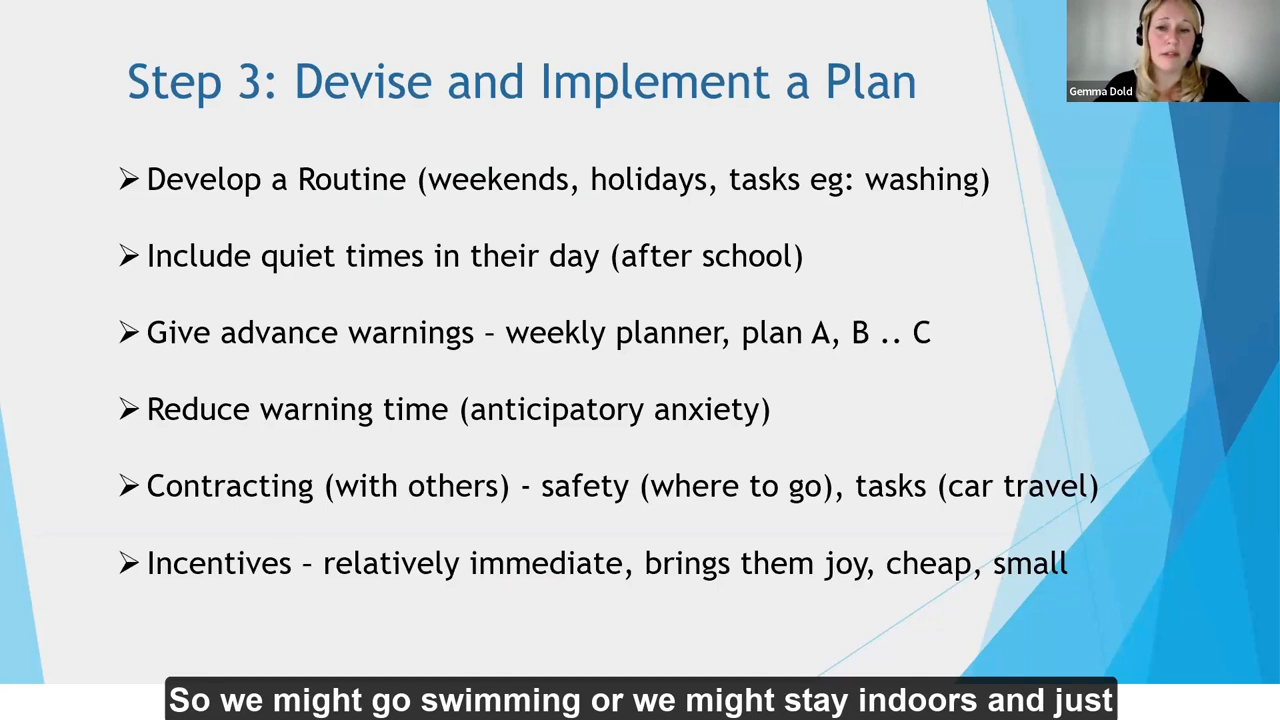 Gemma Dold
Step 3: Devise and Implement a Plan
Develop a Routine (weekends, holidays, tasks eg: washing)
Include quiet times in their day (after school)
Give advance warnings – weekly planner, plan A, B .. C
Reduce warning time (anticipatory anxiety)
Contracting (with others) - safety (where to go), tasks (car travel)
Incentives – relatively immediate, brings them joy, cheap, small
So we might go swimming or we might stay indoors and just